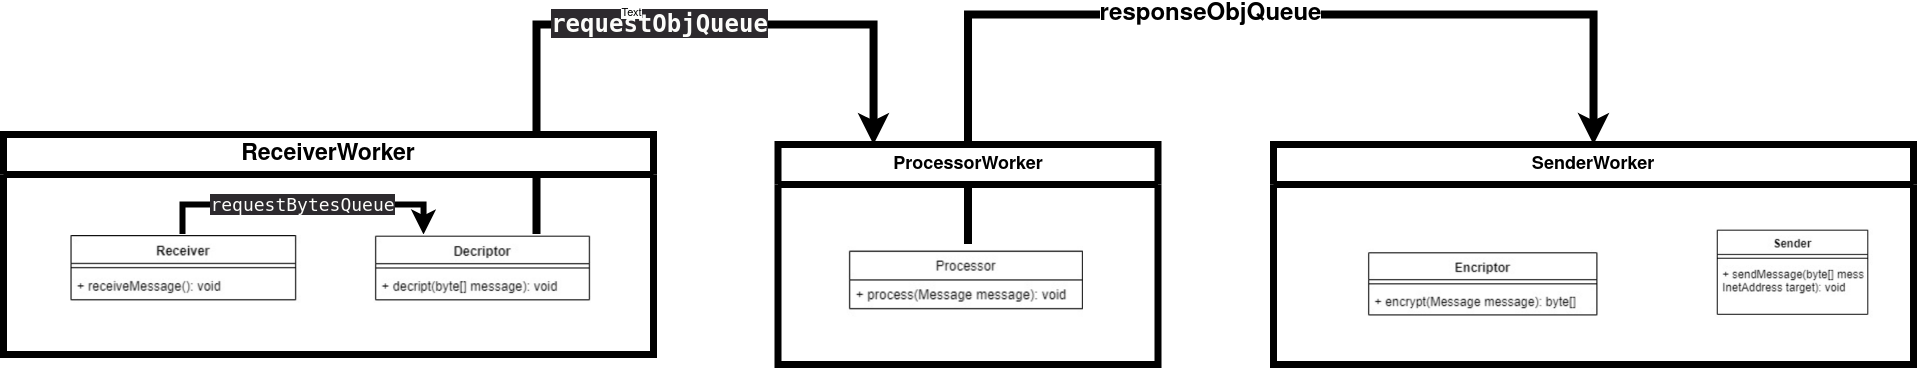 Text
requestObjQueue
responseObjQueue
ReceiverWorker
requestBytesQueue
Receiver
+ receiveMessage(): void
Decriptor
+ decript(byte[] message): void
ProcessorWorker
Processor
+ process(Message message): void
SenderWorker
Encriptor
+ encrypt(Message message): byte[]
Sender
+ sendMessage(byte[] mess
InetAddress target): void